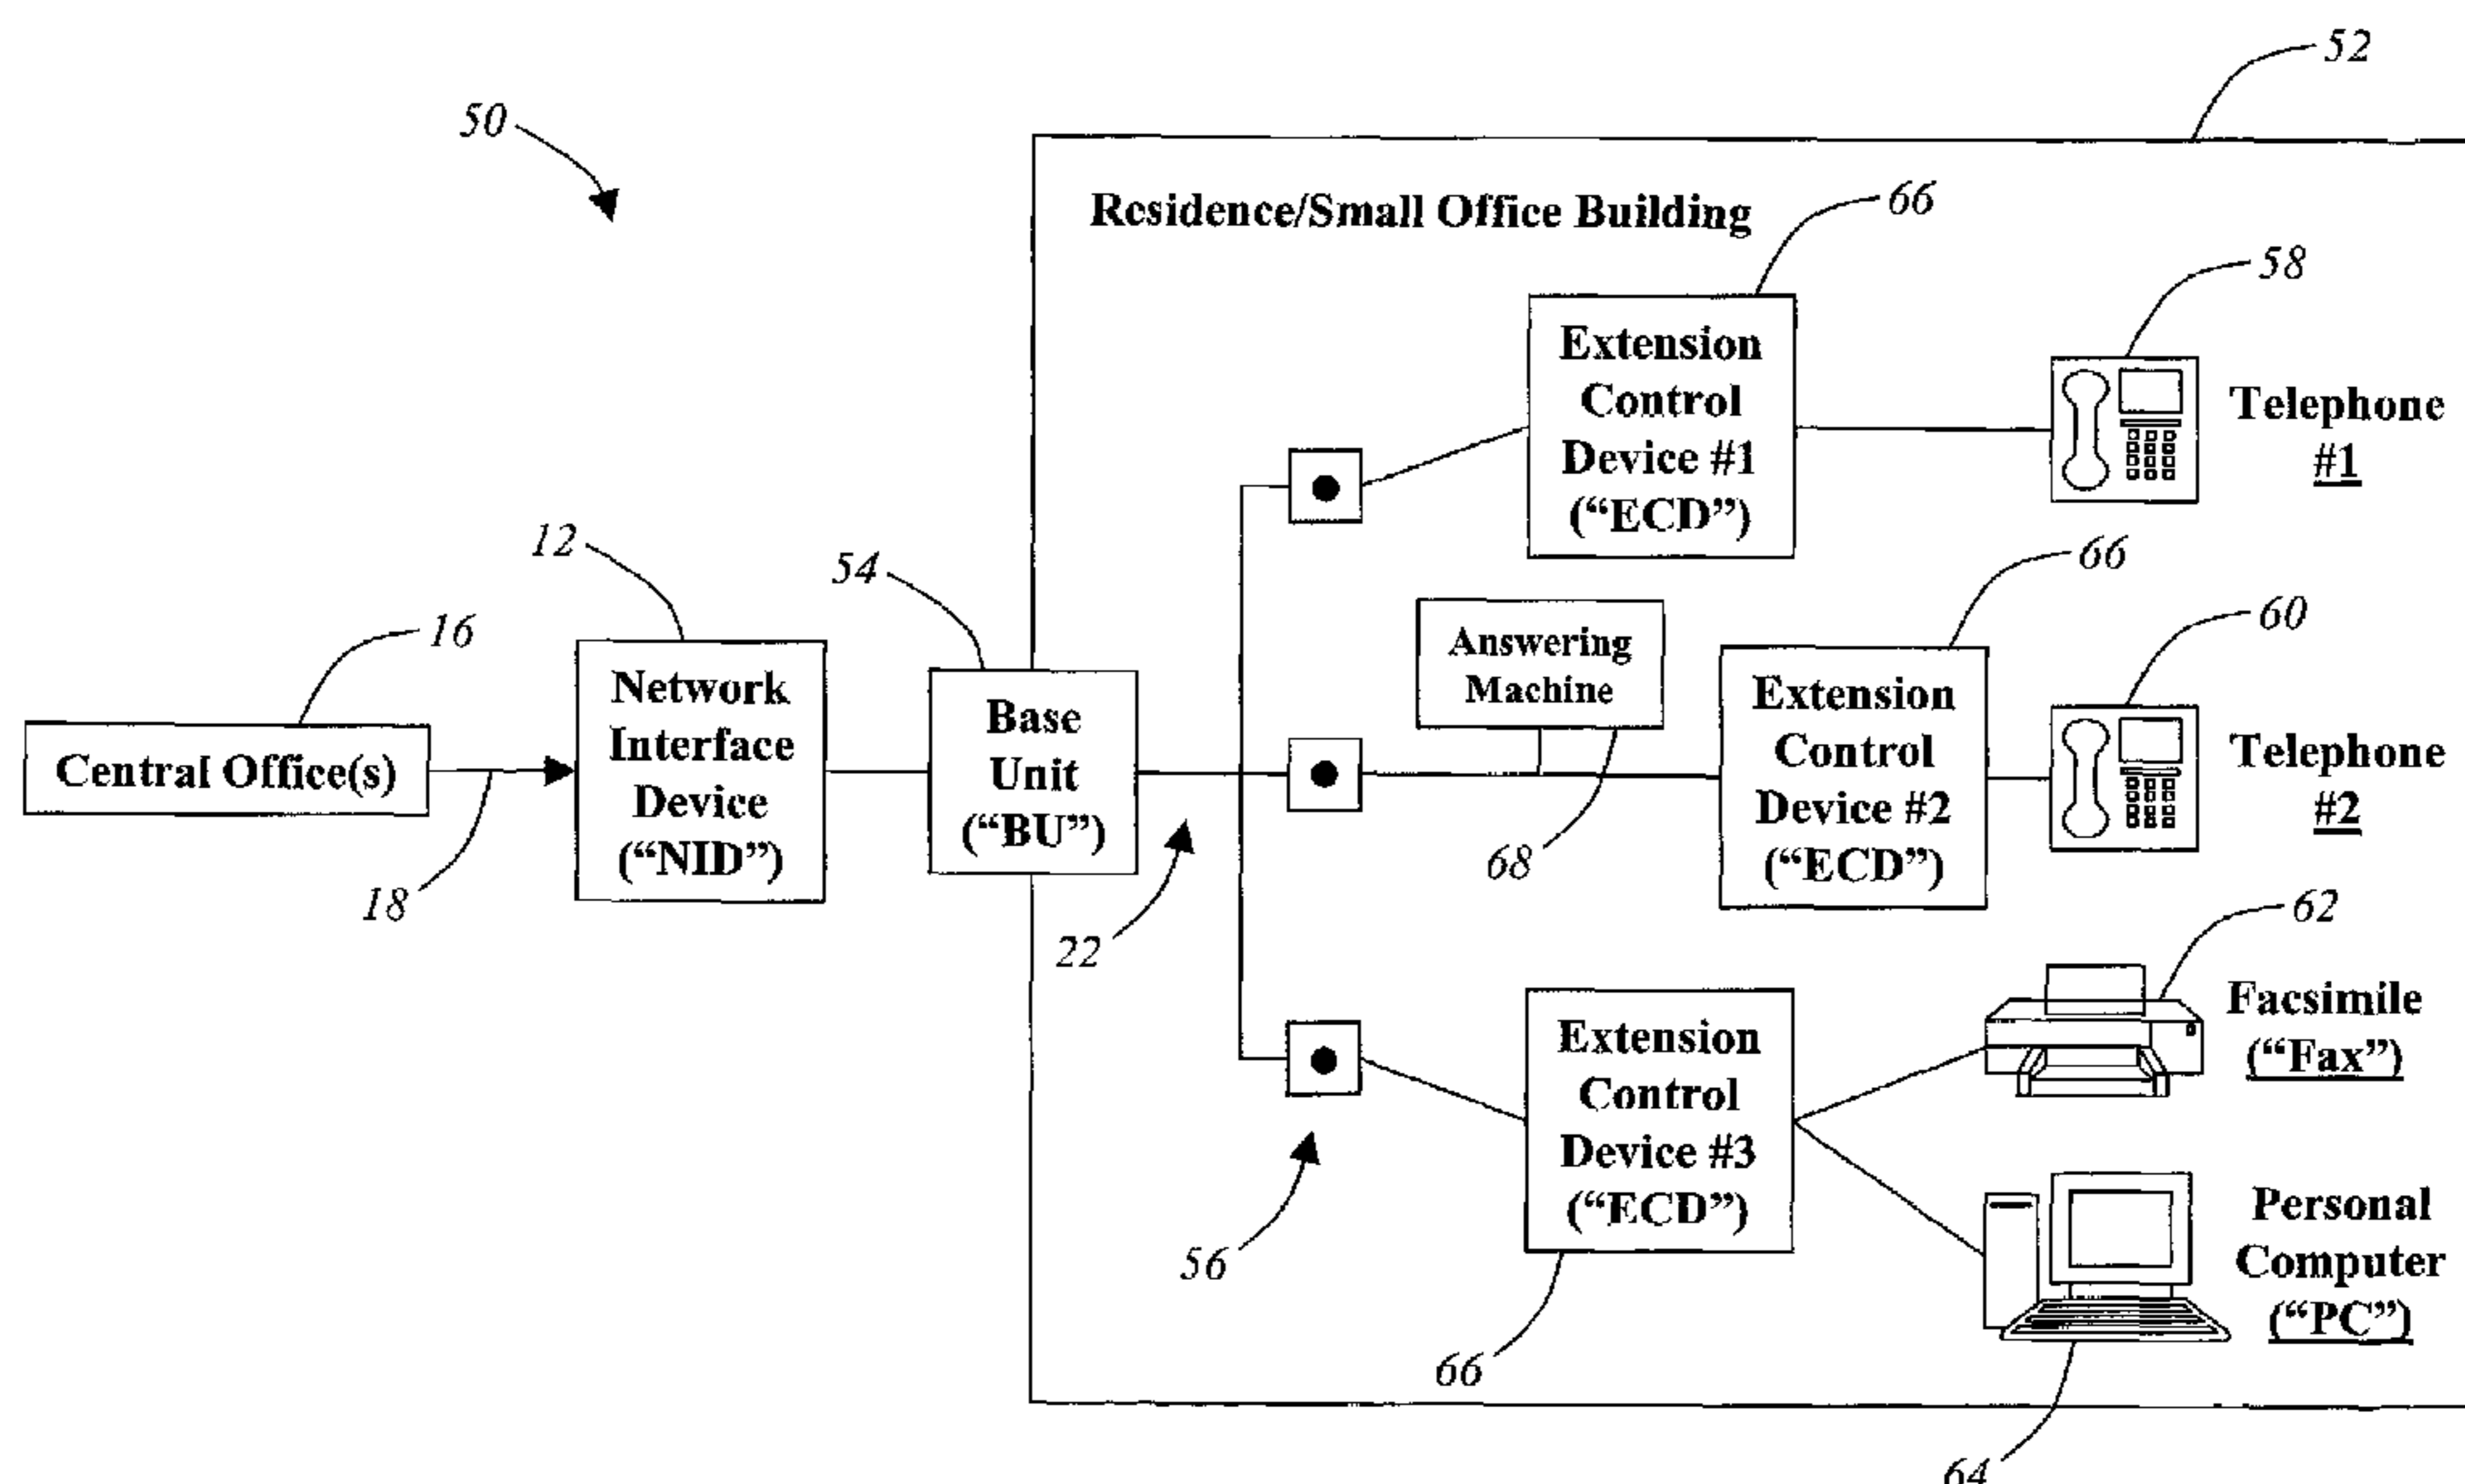 52
50
Residence/Small Office Building
66
58
Extension
Control
Device #1
("ECD")
Telephone
#1
12
54
66
16
60
Answering
Machine
Network
Interface
Device
("NID")
Base
Unit
("BU")
Extension
Control
Device #2
("ECD")
Telephone
#2
Central Office(s)
18
22
68
62
Facsimile
("Fax")
Extension
Control
Device #3
("ECD")
56
Personal
Computer
("PC")
66
64